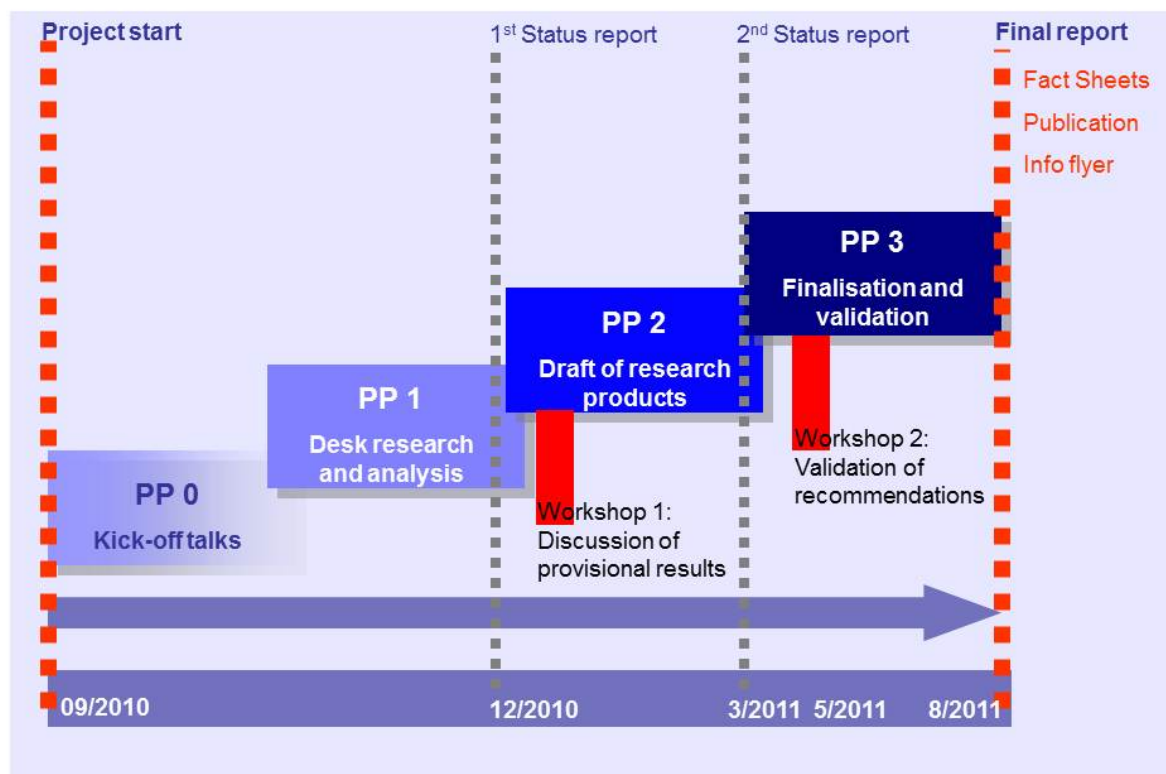 Project start
1st Status report
2nd Status report
Final report
Fact Sheets
Publication
Info flyer
PP 3
Finalisation and
validation
PP 2
Draft of research
products
PP 1
Desk research
and analysis
Workshop 2:
Validation of
recommendations
PP 0
Kick-off talks
Workshop 1:
Discussion of
provisional results
09/2010
12/2010
3/2011
5/2011
8/2011